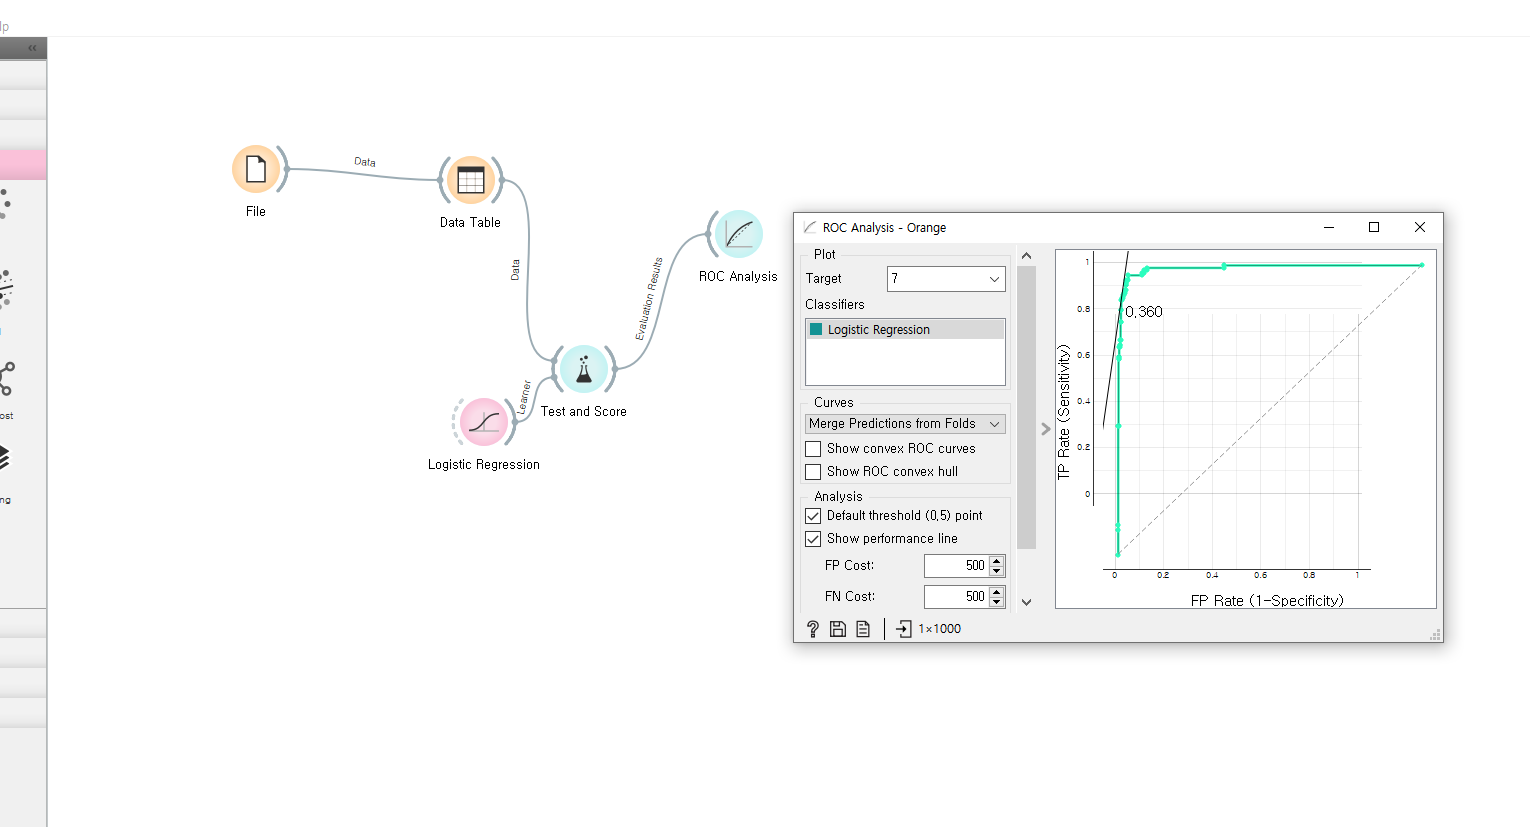 lp
«
Data
File
Data Table
Data
Evaluation Results
ROC Analysis
Learner
Test and Score
Logistic Regression
ost
ng
ROC Analysis - Orange
Plot
Target
7
Classifiers
Logistic Regression
Curves
Merge Predictions from Folds
Show convex ROC curves
Show ROC convex hull
Analysis
Default threshold (0,5) point
Show performance line
FP Cost:
500
FN Cost:
500
?
1×1000
TP Rate (Sensitivity)
1
0.8
0.6
0.4
0.2
0
0,360
0
0.2
0.4
0.6
0.8
1
FP Rate (1-Specificity)